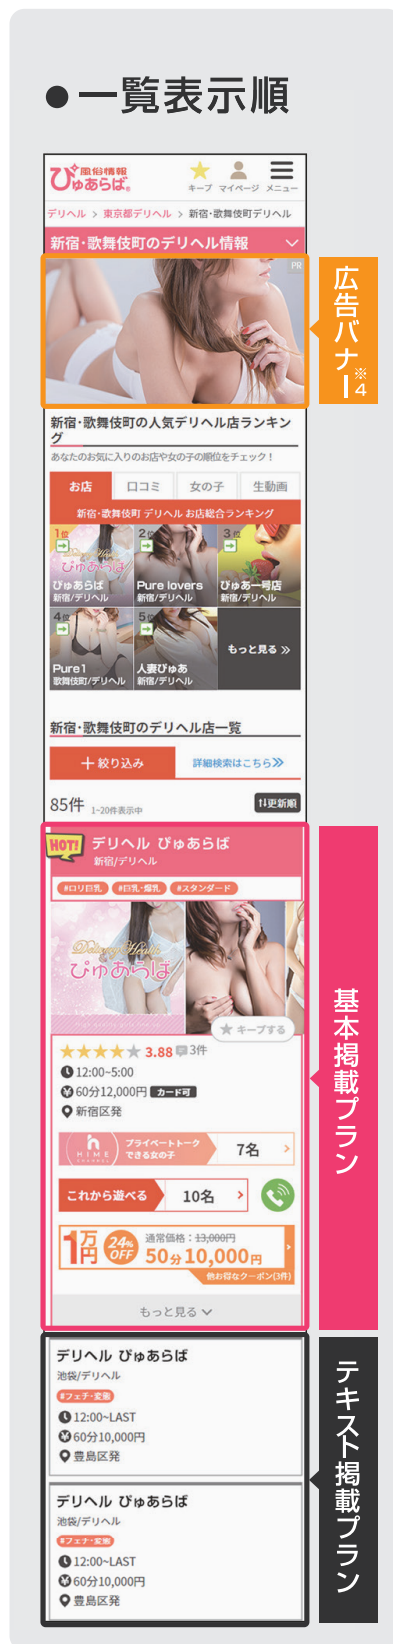 ●一覧表示順
風俗情報
ぴゅあらば®
キープ マイページ メニュー
デリヘル > 東京都デリヘル > 新宿･歌舞伎町デリヘル
新宿･歌舞伎町のデリヘル情報
PR
広告バナー※4
新宿･歌舞伎町の人気デリヘル店ランキン
グ
あなたのお気に入りのお店や女の子の順位をチェック！
お店 口コミ 女の子 生動画
新宿･歌舞伎町 デリヘル お店総合ランキング
1位 2位 3位
ぴゅあらば Pure lovers ぴゅあ一号店
新宿/デリヘル 新宿/デリヘル 新宿/デリヘル
4位 5位
もっと見る
Pure1 人妻ぴゅあ
歌舞伎町/デリヘル 新宿/デリヘル
新宿･歌舞伎町のデリヘル店一覧
＋絞り込み 詳細検索はこちら
85件 1~20件表示中 更新順
HOT! デリヘル ぴゅあらば
新宿/デリヘル
#ロリ巨乳 #巨乳･爆乳 #スタンダード
Delivery Health
ぴゅあらば
★キープする
3.88 3件
12:00~5:00
60分12,000円 カード可
新宿区発
HIME
CHANNEL
プライベートトーク
できる女の子
7名
これから遊べる 10名
1万円 24%OFF
通常価格：13,000円
50分10,000円
他お得なクーポン(3件)
もっと見る
基本掲載プラン
デリヘル ぴゅあらば
池袋/デリヘル
#フェチ･変態
12:00~LAST
60分10,000円
豊島区発
デリヘル ぴゅあらば
池袋/デリヘル
#フェチ･変態
12:00~LAST
60分10,000円
豊島区発
テキスト掲載プラン